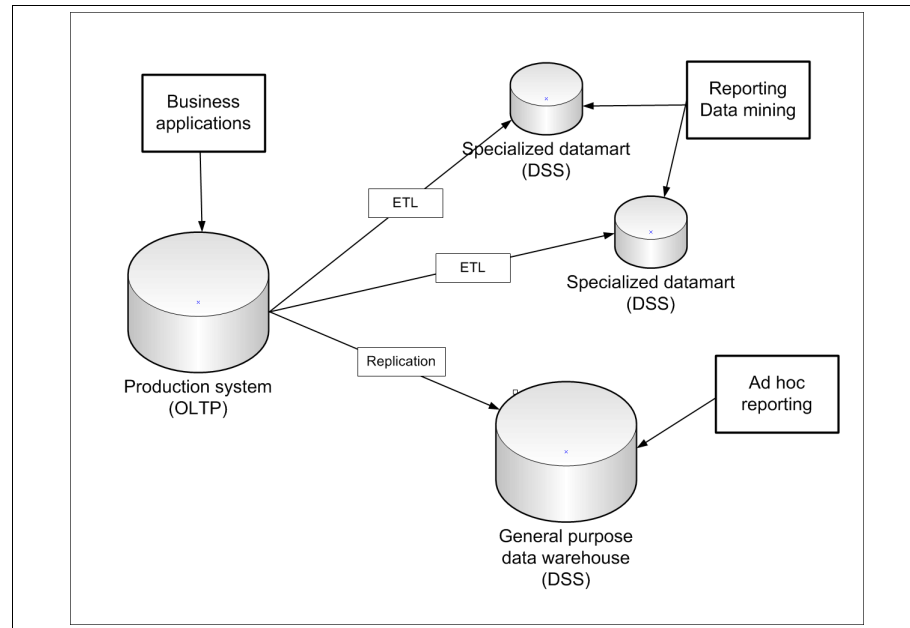 Business
applications
Reporting
Data mining
Specialized datamart
(DSS)
ETL
ETL
Specialized datamart
(DSS)
Replication
Production system
(OLTP)
Ad hoc
reporting
General purpose
data warehouse
(DSS)